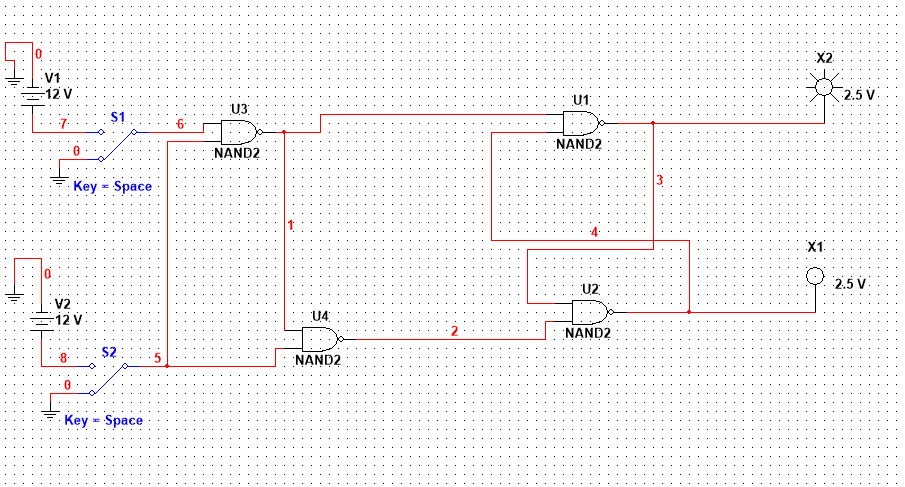 X2
2.5 V
0
V1
12 V
S1
7
6
0
Key = Space
U3
NAND2
U1
NAND2
3
1
4
X1
2.5 V
0
V2
12 V
U2
NAND2
U4
NAND2
2
S2
8
5
0
Key = Space